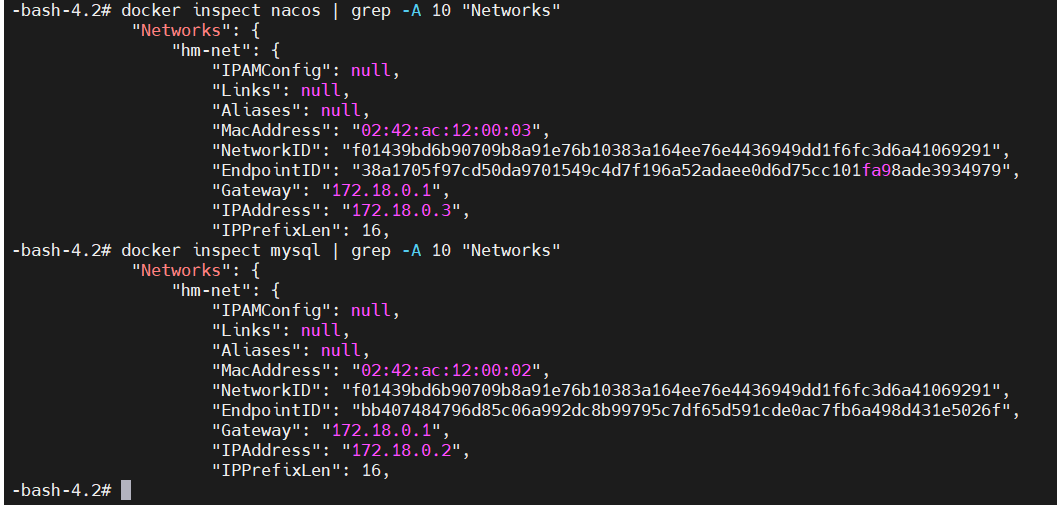 -bash-4.2# docker inspect nacos | grep -A 10 "Networks"
"Networks": {
"hm-net": {
"IPAMConfig": null,
"Links": null,
"Aliases": null,
"MacAddress": "02:42:ac:12:00:03",
"NetworkID": "f01439bd6b90709b8a91e76b10383a164ee76e4436949dd1f6fc3d6a41069291",
"EndpointID": "38a1705f97cd50da9701549c4d7f196a52adaee0d6d75cc101fa98ade3934979",
"Gateway": "172.18.0.1",
"IPAddress": "172.18.0.3",
"IPPrefixLen": 16,
-bash-4.2# docker inspect mysql | grep -A 10 "Networks"
"Networks": {
"hm-net": {
"IPAMConfig": null,
"Links": null,
"Aliases": null,
"MacAddress": "02:42:ac:12:00:02",
"NetworkID": "f01439bd6b90709b8a91e76b10383a164ee76e4436949dd1f6fc3d6a41069291",
"EndpointID": "bb407484796d85c06a992dc8b99795c7df65d591cde0ac7fb6a498d431e5026f",
"Gateway": "172.18.0.1",
"IPAddress": "172.18.0.2",
"IPPrefixLen": 16,
-bash-4.2#